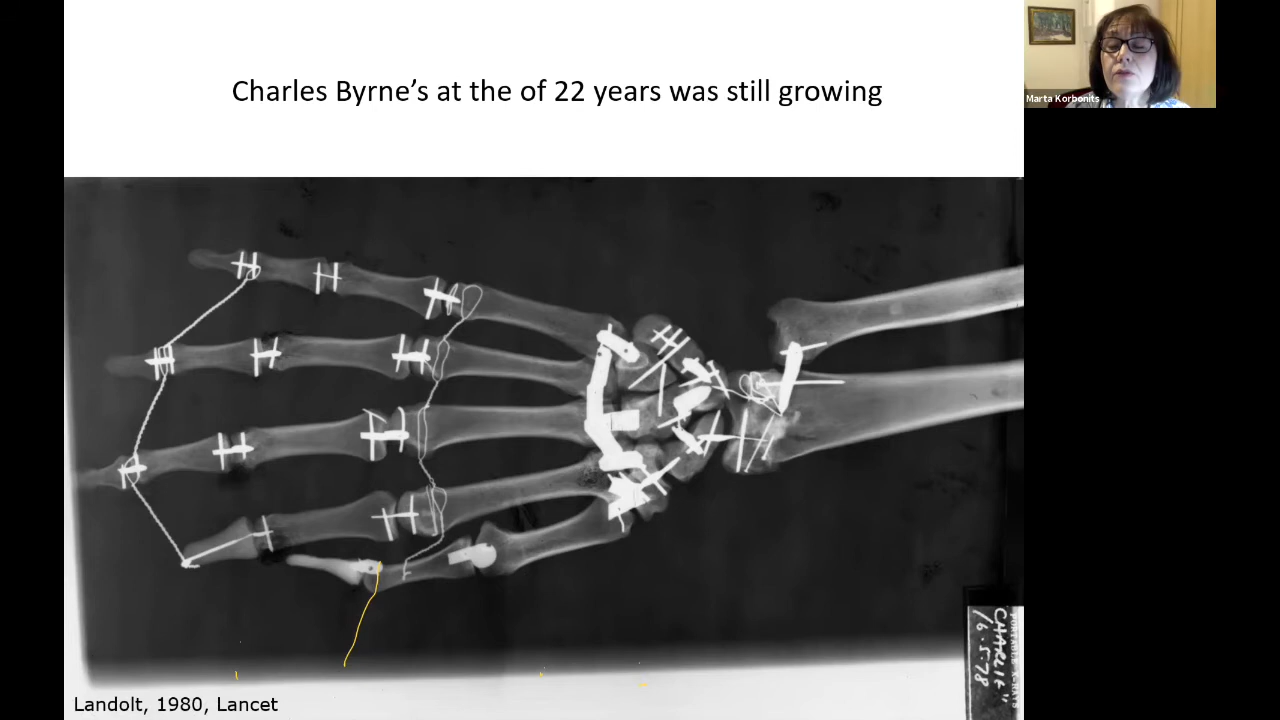 Charles Byrne’s at the of 22 years was still growing
Marta Korbonits
Landolt, 1980, Lancet
CHARLIE"
16.5.78